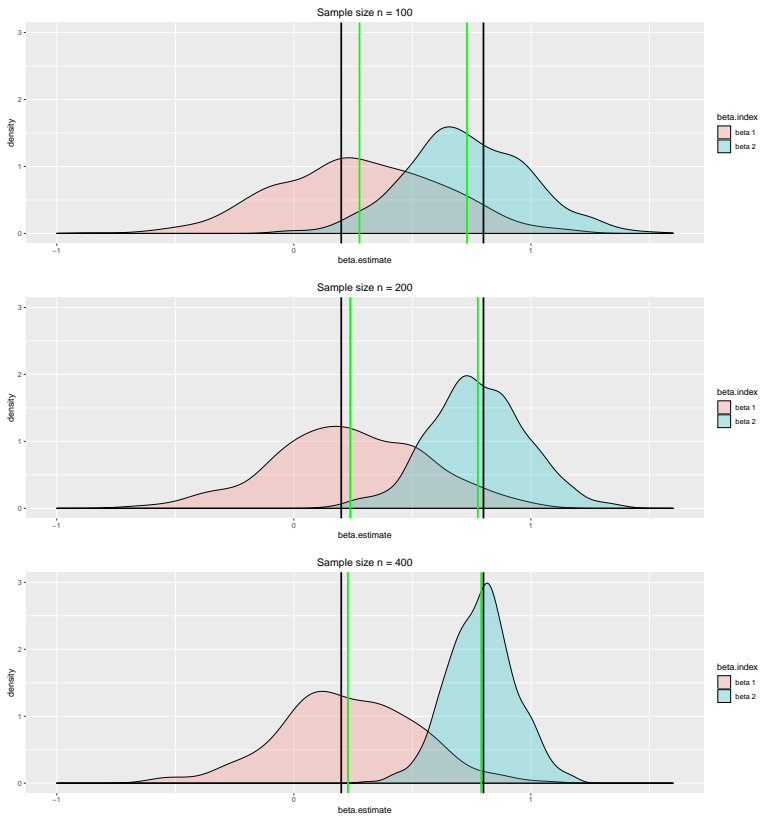 Sample size n = 100
3
2
1
0
density
−1
0
1
beta.estimate
beta.index
beta 1
beta 2
Sample size n = 200
3
2
1
0
density
−1
0
1
beta.estimate
beta.index
beta 1
beta 2
Sample size n = 400
3
2
1
0
density
−1
0
1
beta.estimate
beta.index
beta 1
beta 2